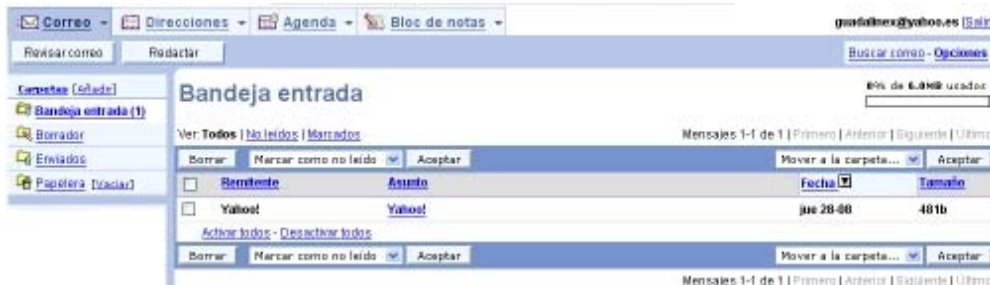 Correo Direcciones Agenda Bloc de notas guadalinex@yahoo.es [Salir
Revisar correo Redactar Buscar correo - Opciones
Carpetas [Añadir]
Bandeja entrada (1)
Borrador
Enviados
Papelera [Vaciar]
Bandeja entrada 0% de 6.0MB usados
Ver: Todos | No leídos | Marcados Mensajes 1-1 de 1 | Primero | Anterior | Siguiente | Último
Borrar Marcar como no leído Aceptar Mover a la carpeta... Aceptar
Remitente Asunto Fecha Tamaño
Yahoo! Yahoo! jue 28-08 481b
Activar todos - Desactivar todos
Borrar Marcar como no leído Aceptar Mover a la carpeta... Aceptar
Mensajes 1-1 de 1 | Primero | Anterior | Siguiente | Último